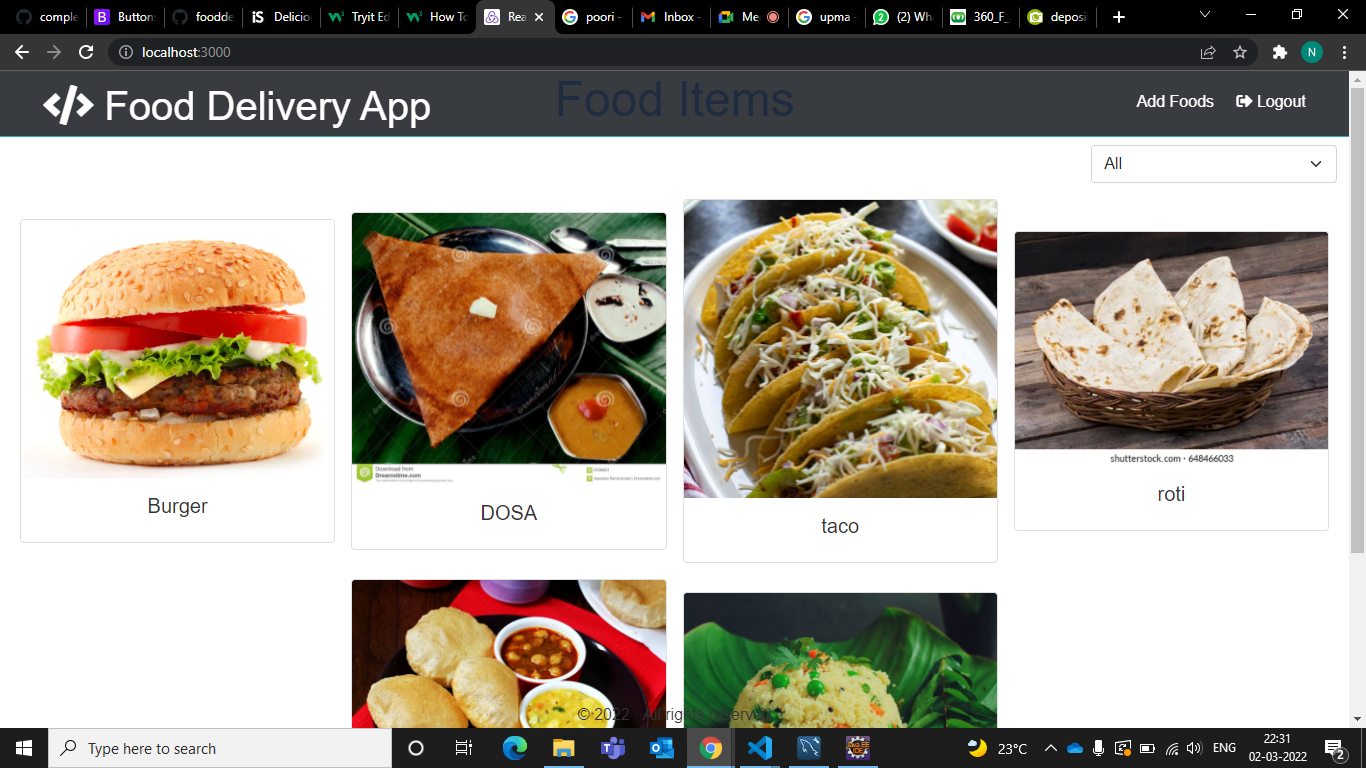 comple
Button
foodde
Delicio
Tryit Ed
How To
Rea
poori -
Inbox -
Me
upma -
(2) Wh
360_F_
deposi
localhost:3000
N
Food Delivery App
Food Items
Add Foods
Logout
All
Download from
Dreamstime.com
shutterstock.com · 648466033
Burger
DOSA
taco
roti
© 2022 - All rights reserved
Type here to search
23°C
ENG
22:31
02-03-2022
2